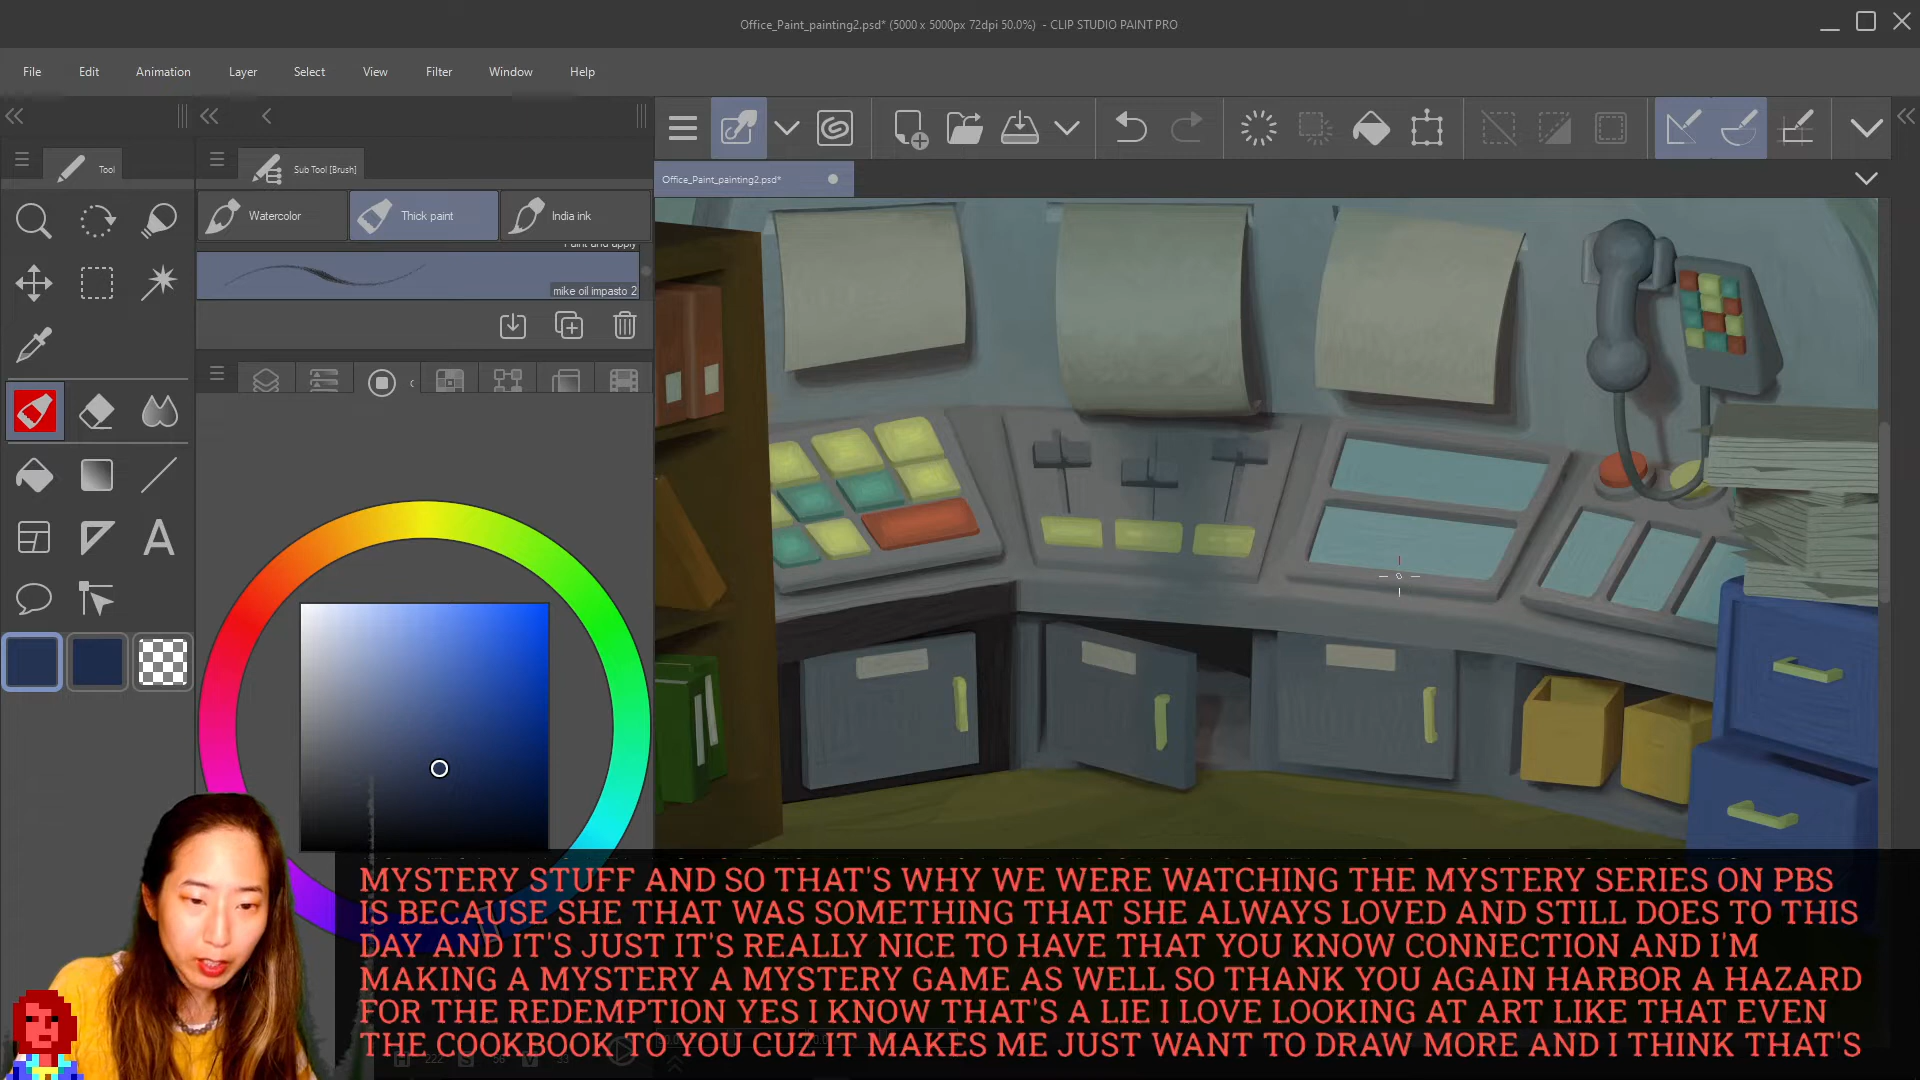 Office_Paint_painting2.psd* (5000 x 5000px 72dpi 50.0%)  - CLIP STUDIO PAINT PRO
File Edit Animation Layer Select View Filter Window Help
Tool
Sub Tool [Brush]
Office_Paint_painting2.psd*
Watercolor
Thick paint
India ink
Paint and apply
mike oil impasto 2
MYSTERY STUFF AND SO THAT'S WHY WE WERE WATCHING THE MYSTERY SERIES ON PBS
IS BECAUSE SHE THAT WAS SOMETHING THAT SHE ALWAYS LOVED AND STILL DOES TO THIS
DAY AND IT'S JUST IT'S REALLY NICE TO HAVE THAT YOU KNOW CONNECTION AND I'M
MAKING A MYSTERY A MYSTERY GAME AS WELL SO THANK YOU AGAIN HARBOR A HAZARD
FOR THE REDEMPTION YES I KNOW THAT'S A LIE I LOVE LOOKING AT ART LIKE THAT EVEN
THE COOKBOOK TO YOU CUZ IT MAKES ME JUST WANT TO DRAW MORE AND I THINK THAT'S